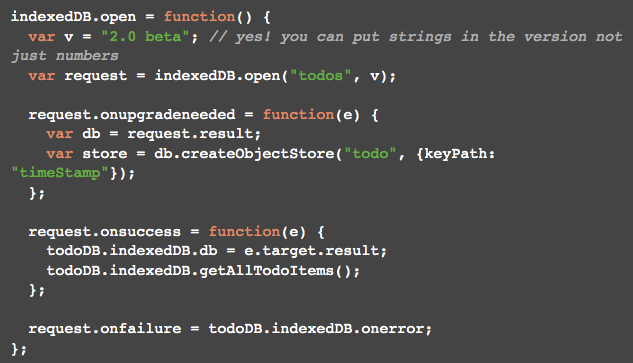 indexedDB.open = function() {
  var v = "2.0 beta"; // yes! you can put strings in the version not
just numbers
  var request = indexedDB.open("todos", v);

  request.onupgradeneeded = function(e) {
    var db = request.result;
    var store = db.createObjectStore("todo", {keyPath:
"timeStamp"});
  };

  request.onsuccess = function(e) {
    todoDB.indexedDB.db = e.target.result;
    todoDB.indexedDB.getAllTodoItems();
  };

  request.onfailure = todoDB.indexedDB.onerror;
};